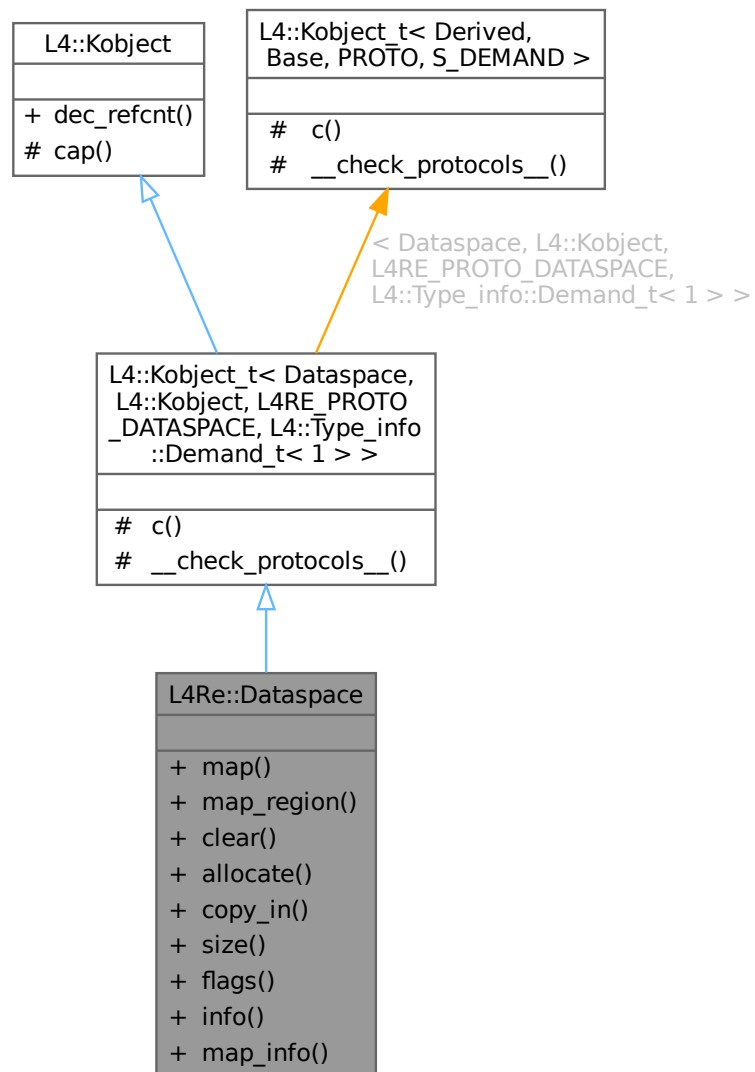 L4::Kobject
+ dec_refcnt()
# cap()
L4::Kobject_t< Derived,
Base, PROTO, S_DEMAND >
# c()
# __check_protocols__()
< Dataspace, L4::Kobject,
L4RE_PROTO_DATASPACE,
L4::Type_info::Demand_t< 1 > >
L4::Kobject_t< Dataspace,
L4::Kobject, L4RE_PROTO
_DATASPACE, L4::Type_info
::Demand_t< 1 > >
# c()
# __check_protocols__()
L4Re::Dataspace
+ map()
+ map_region()
+ clear()
+ allocate()
+ copy_in()
+ size()
+ flags()
+ info()
+ map_info()